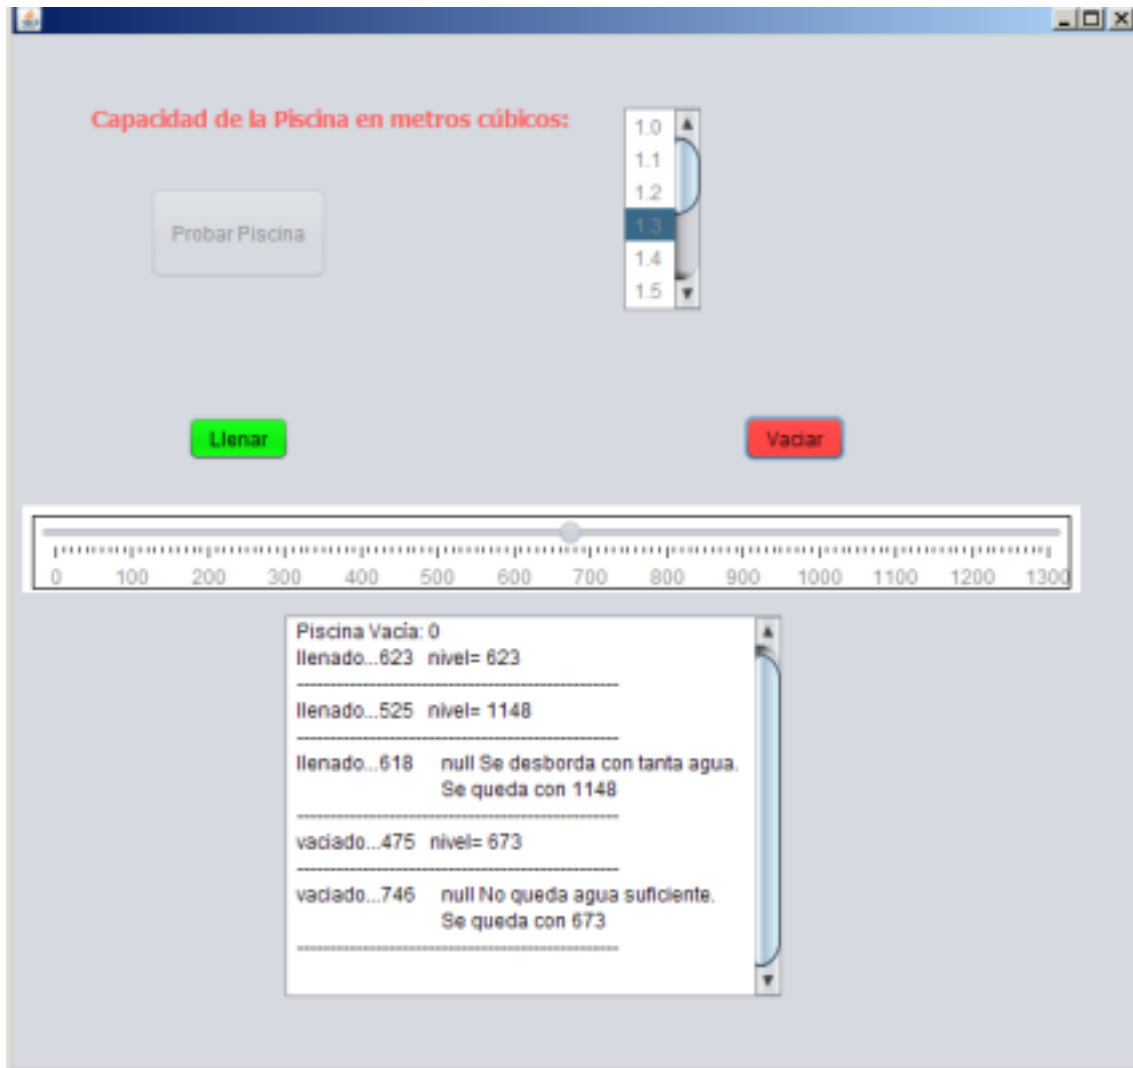 Capacidad de la Piscina en metros cúbicos:
1.0
1.1
1.2
1.3
1.4
1.5
Probar Piscina
Llenar Vaciar
0 100 200 300 400 500 600 700 800 900 1000 1100 1200 1300
Piscina Vacía: 0
llenado...623 nivel= 623
------------------------------------------------------------
llenado...525 nivel= 1148
------------------------------------------------------------
llenado...618 null Se desborda con tanta agua.
Se queda con 1148
------------------------------------------------------------
vaciado...475 nivel= 673
------------------------------------------------------------
vaciado...746 null No queda agua suficiente.
Se queda con 673
------------------------------------------------------------